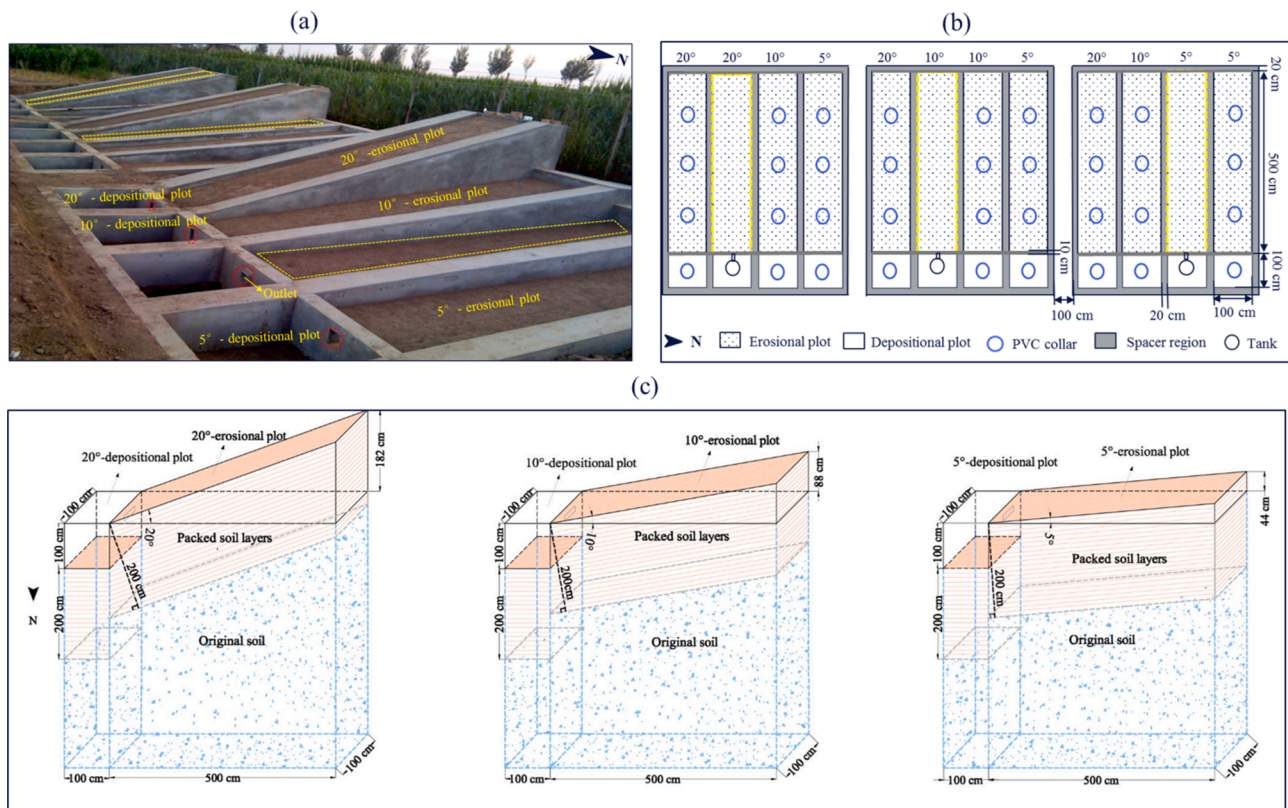 (a)
N
20° -erosional plot
20° - depositional plot
10° - erosional plot
10° - depositional plot
Outlet
5° - erosional plot
5° - depositional plot
(b)
20° 20° 10° 5°
20° 10° 10° 5°
20° 10° 5° 5°
20 cm
500 cm
10 cm
100 cm
100 cm
20 cm
100 cm
N
Erosional plot
Depositional plot
PVC collar
Spacer region
Tank
(c)
20°-erosional plot
20°-depositional plot
182 cm
100 cm
20°
100 cm
Packed soil layers
200 cm
200 cm
N
Original soil
100 cm
500 cm
100 cm
10°-erosional plot
10°-depositional plot
88 cm
100 cm
10°
100 cm
Packed soil layers
200cm
200 cm
Original soil
100 cm
500 cm
100 cm
5°-erosional plot
5°-depositional plot
44 cm
100 cm
5°
100 cm
Packed soil layers
200 cm
200 cm
Original soil
100 cm
500 cm
100 cm